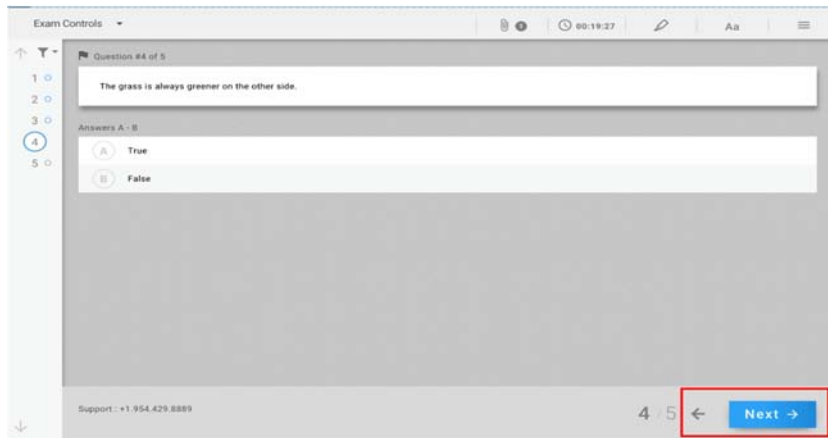 Exam Controls
00:19:27
Aa
Question #4 of 5
1
2
3
4
5
The grass is always greener on the other side.
Answers A - B
A True
B False
Support : +1.954.429.8889
4 / 5
Next →